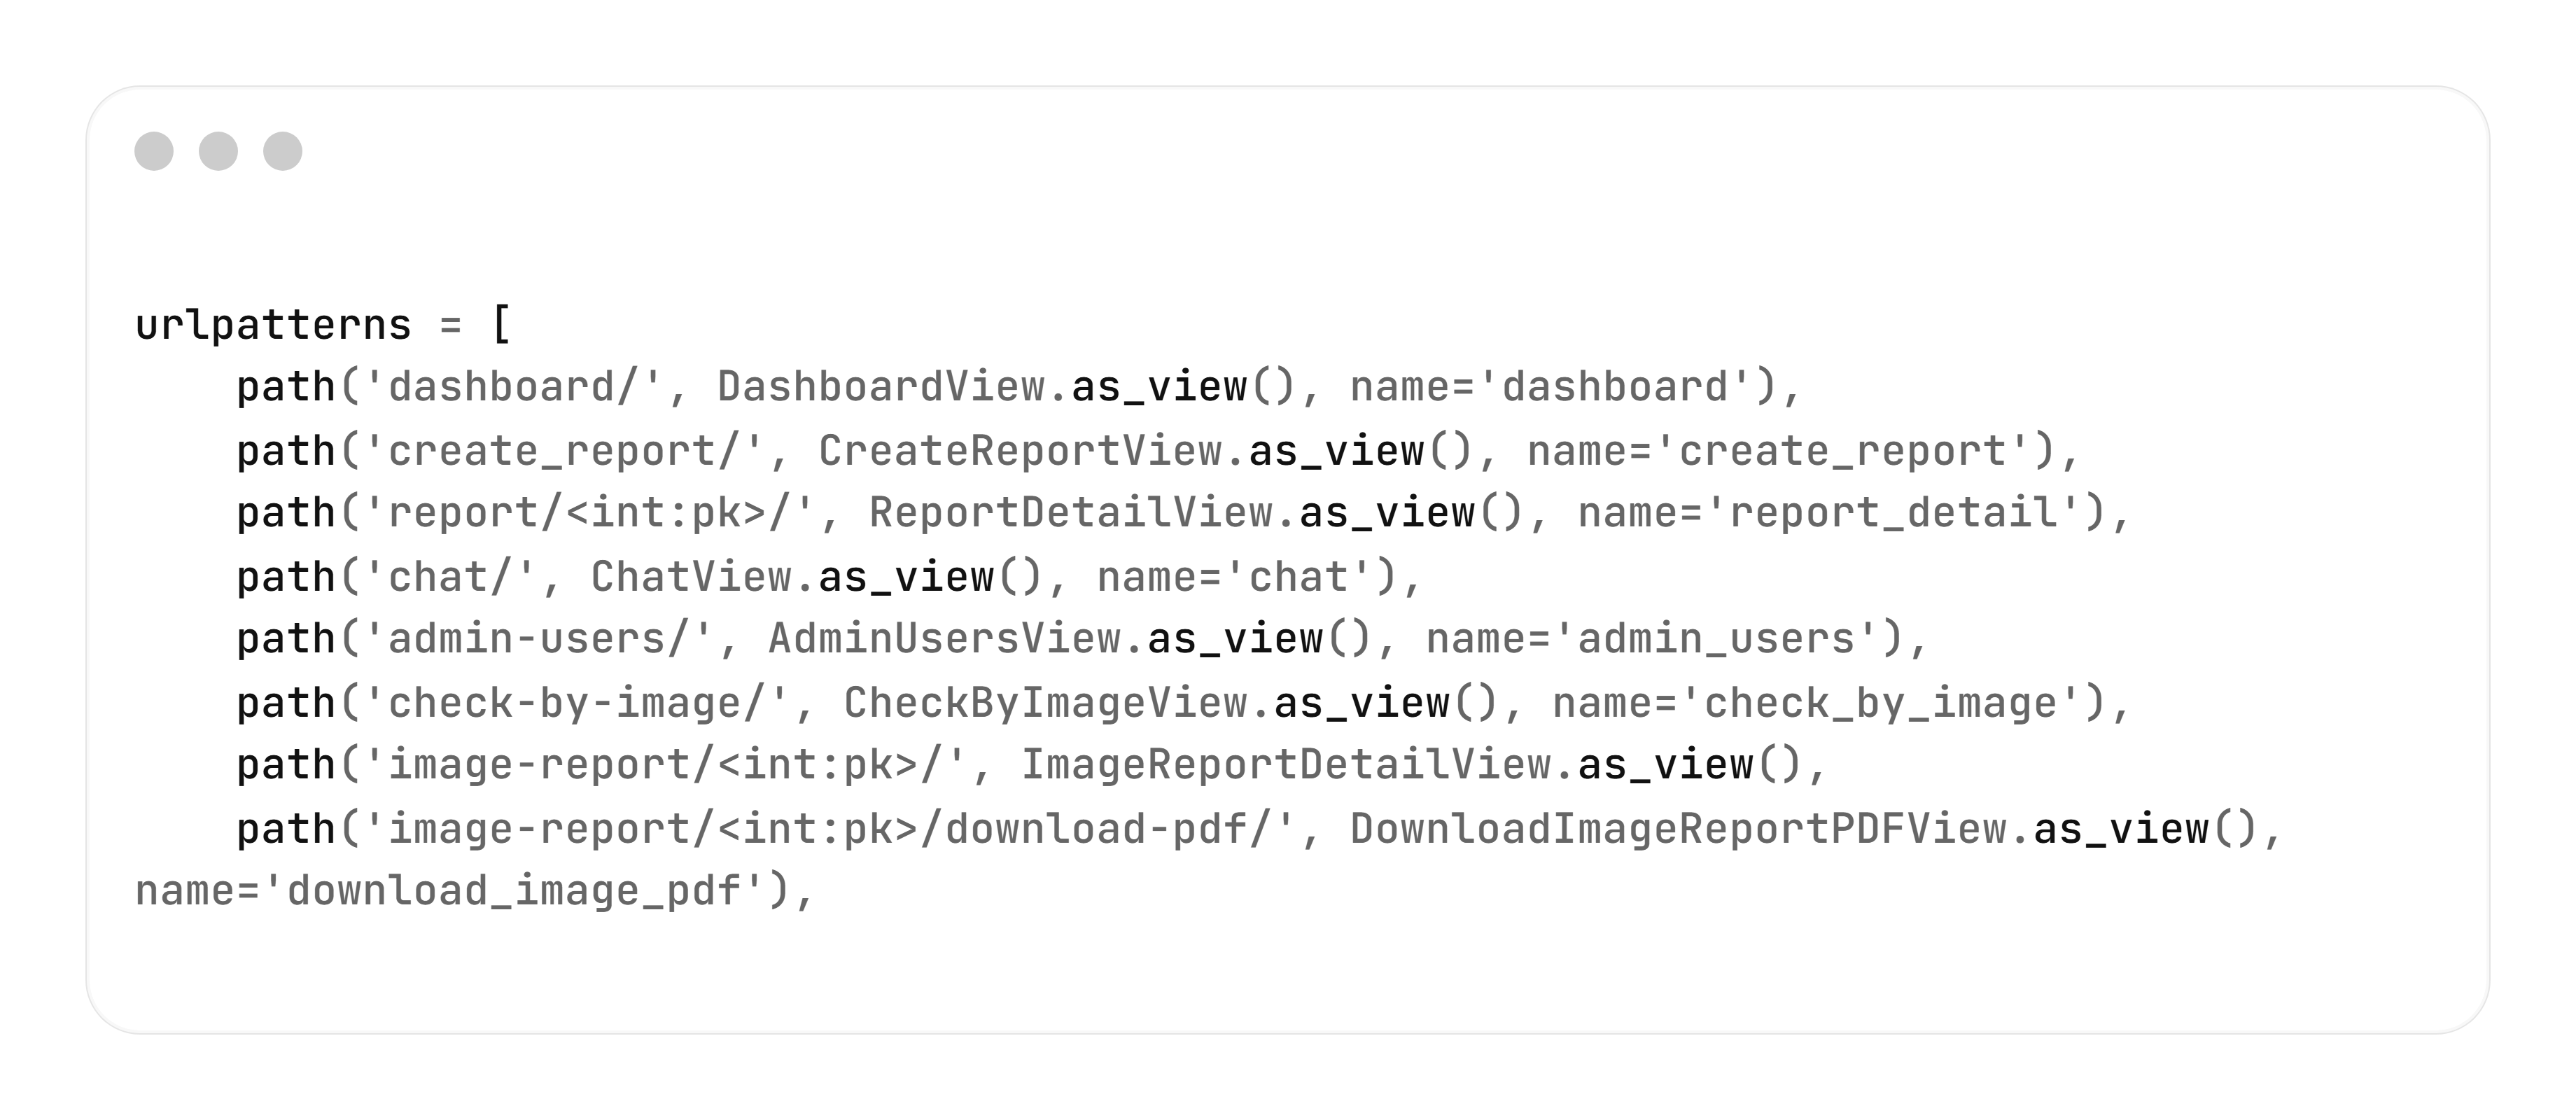 urlpatterns = [
    path('dashboard/', DashboardView.as_view(), name='dashboard'),
    path('create_report/', CreateReportView.as_view(), name='create_report'),
    path('report/<int:pk>/', ReportDetailView.as_view(), name='report_detail'),
    path('chat/', ChatView.as_view(), name='chat'),
    path('admin-users/', AdminUsersView.as_view(), name='admin_users'),
    path('check-by-image/', CheckByImageView.as_view(), name='check_by_image'),
    path('image-report/<int:pk>/', ImageReportDetailView.as_view(),
    path('image-report/<int:pk>/download-pdf/', DownloadImageReportPDFView.as_view(),
name='download_image_pdf'),